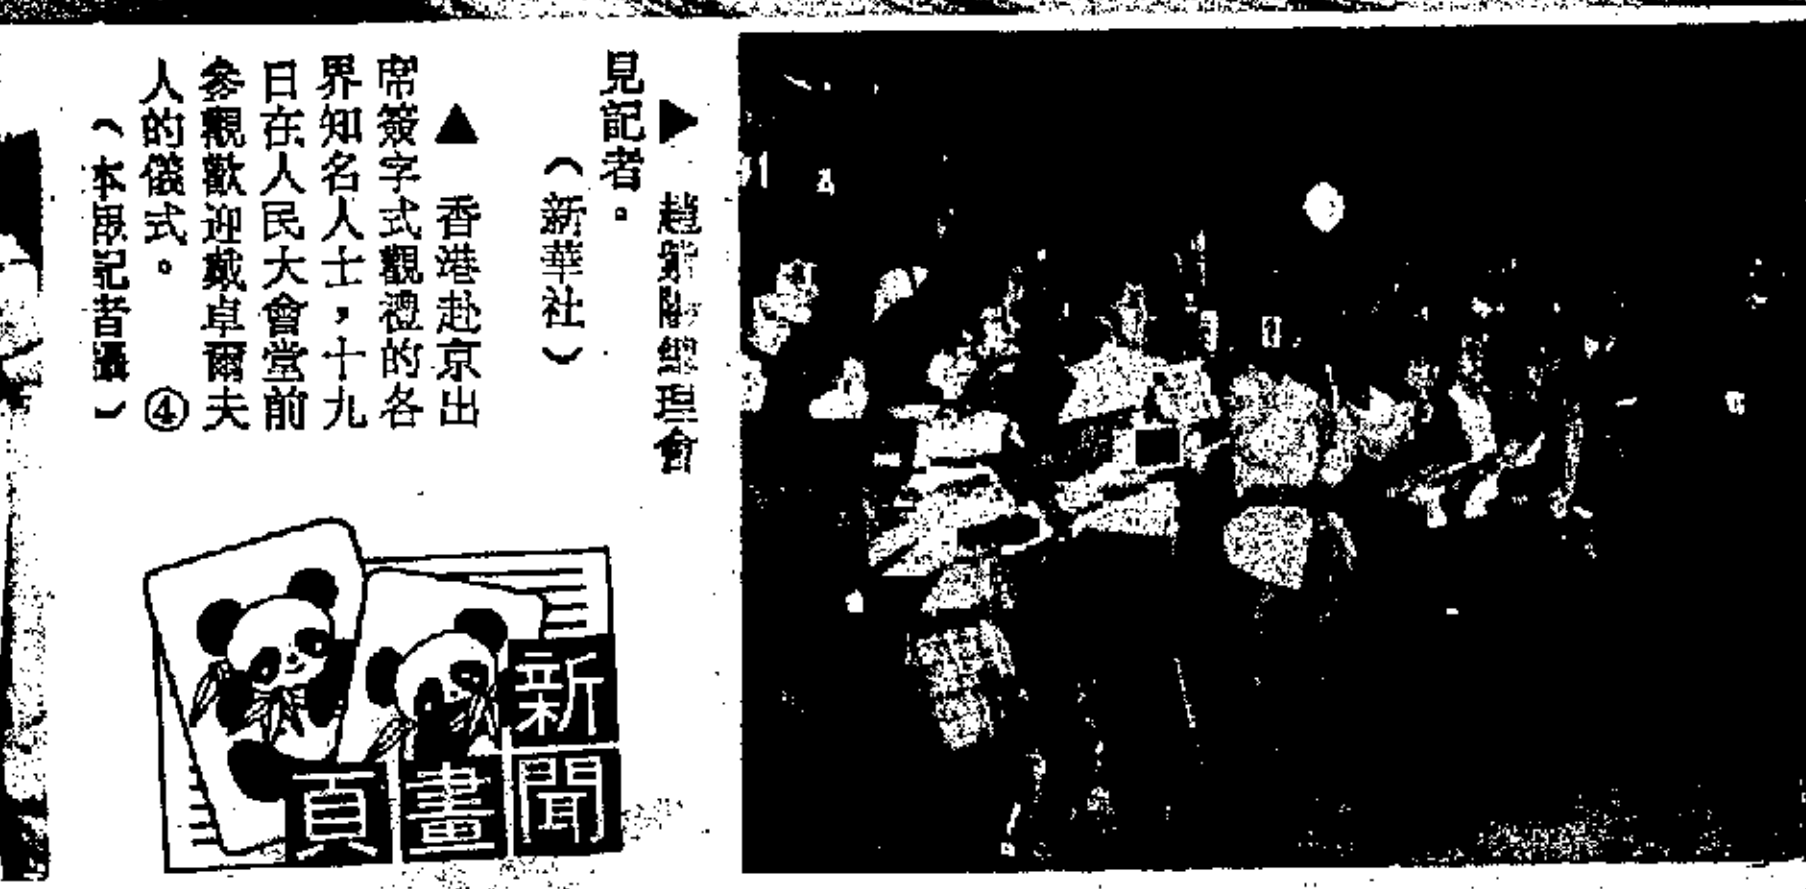 ▶ 趙紫陽總理會
見記者。
（新華社）
▲ 香港赴京出
席簽字式觀禮的各
界知名人士，十九
日在人民大會堂前
參觀歡迎戴卓爾夫
人的儀式。 ④
（本報記者攝）
新聞
畫頁